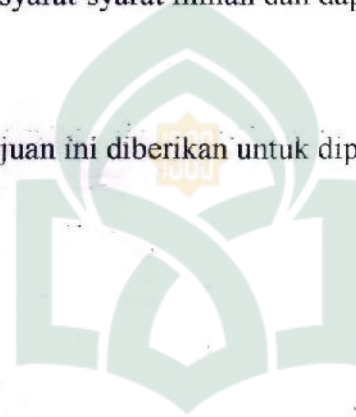 syarat-syarat ilmiah dan dap
juan ini diberikan untuk dip